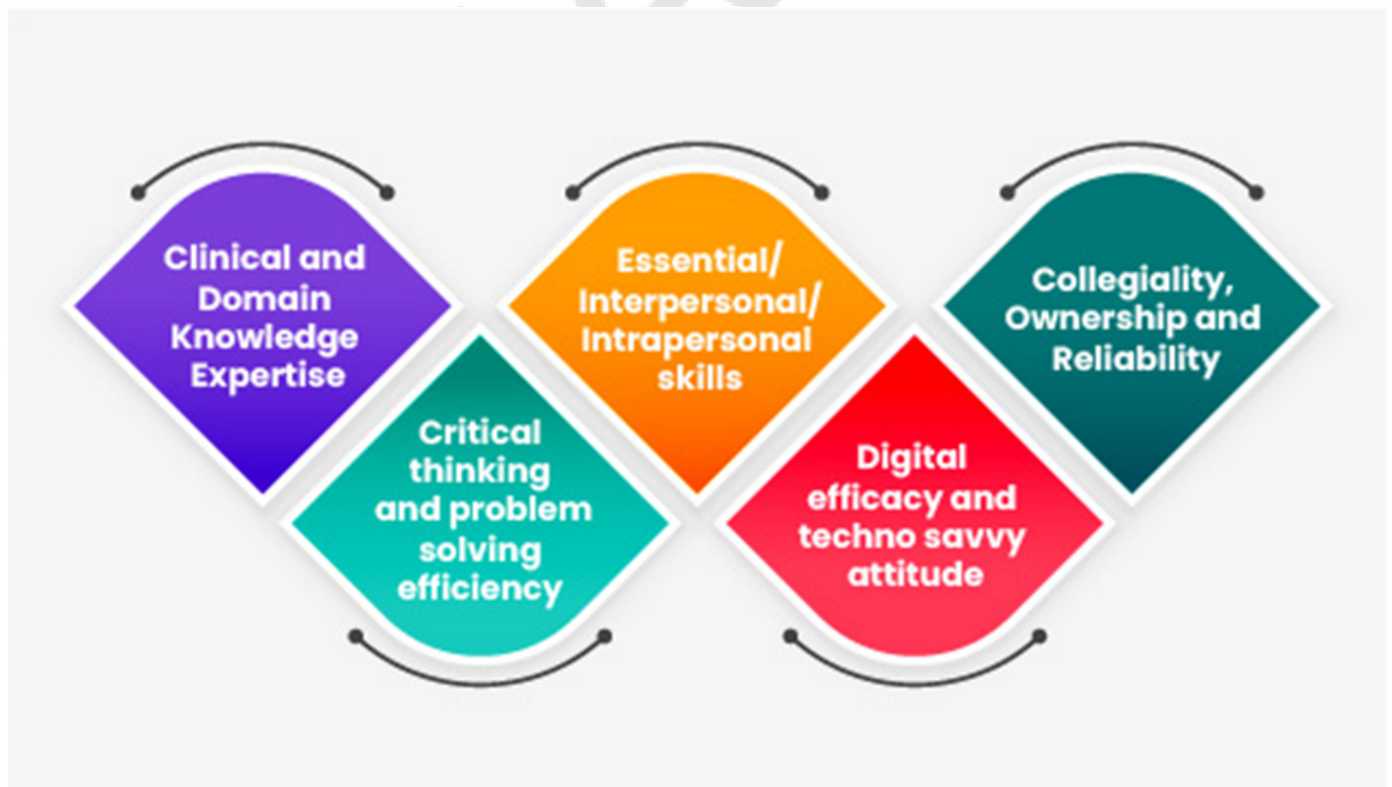 Clinical and
Domain
Knowledge
Expertise
Critical
thinking
and problem
solving
efficiency
Essential/
Interpersonal/
Intrapersonal
skills
Digital
efficacy and
techno savvy
attitude
Collegiality,
Ownership and
Reliability